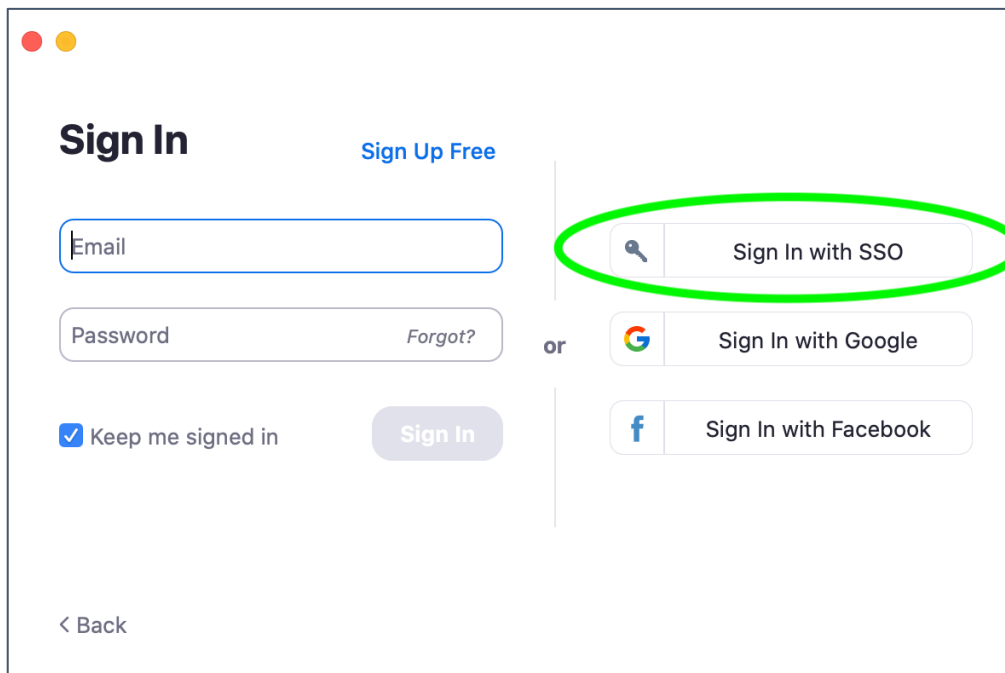 Sign In
Sign Up Free
Email
Password
Forgot?
Keep me signed in
Sign In
or
Sign In with SSO
Sign In with Google
Sign In with Facebook
< Back